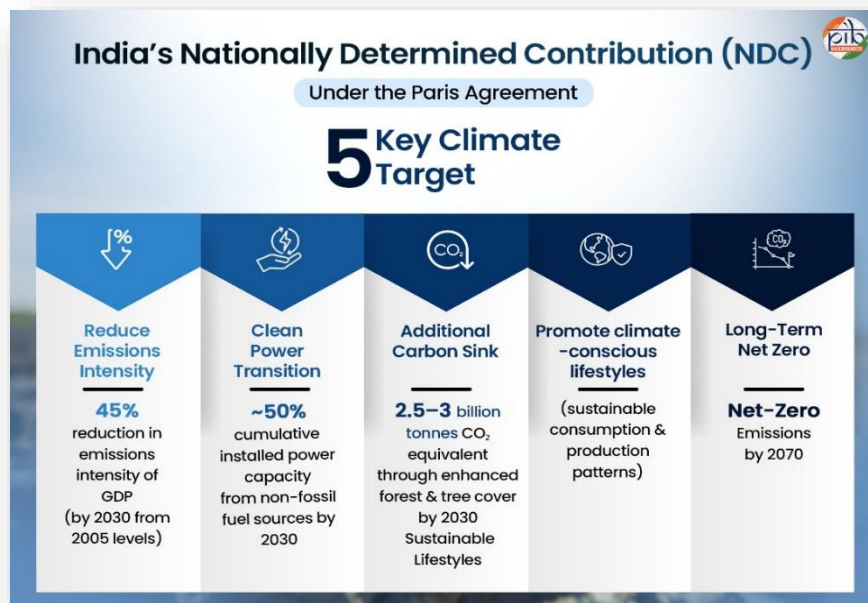 India's Nationally Determined Contribution (NDC)
Under the Paris Agreement
5 Key Climate
Target
Reduce
Emissions
Intensity
45%
reduction in
emissions
intensity of
GDP
(by 2030 from
2005 levels)
Clean
Power
Transition
~50%
cumulative
installed power
capacity
from non-fossil
fuel sources by
2030
CO₂
Additional
Carbon Sink
2.5–3 billion
tonnes CO₂
equivalent
through enhanced
forest & tree cover
by 2030
Sustainable
Lifestyles
Promote climate
-conscious
lifestyles
(sustainable
consumption &
production
patterns)
CO₂
Long-Term
Net Zero
Net-Zero
Emissions
by 2070
%
pib